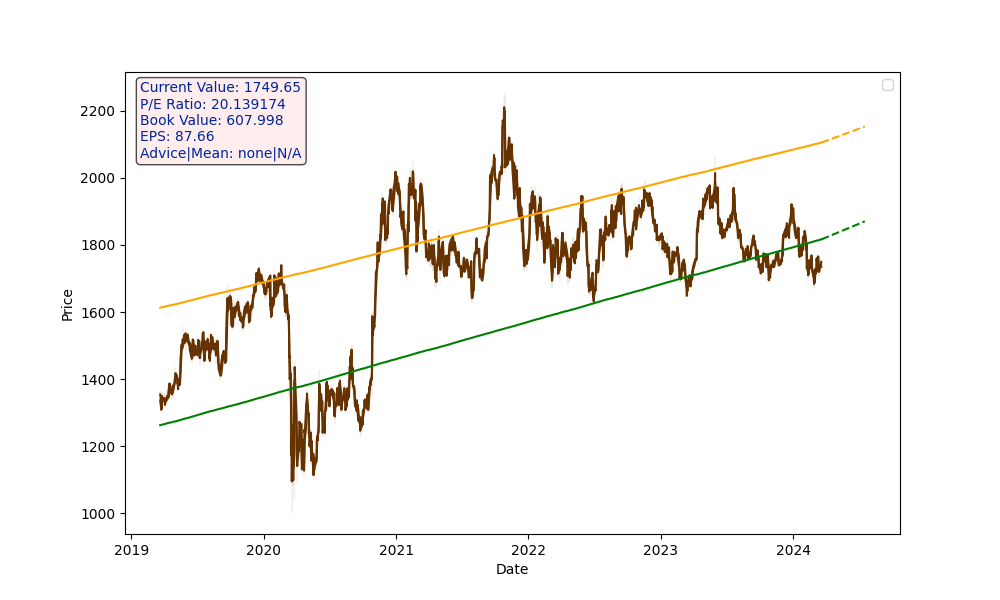 Current Value: 1749.65
P/E Ratio: 20.139174
Book Value: 607.998
EPS: 87.66
Advice|Mean: none|N/A
Price
2200
2000
1800
1600
1400
1200
1000
2019 2020 2021 2022 2023 2024
Date